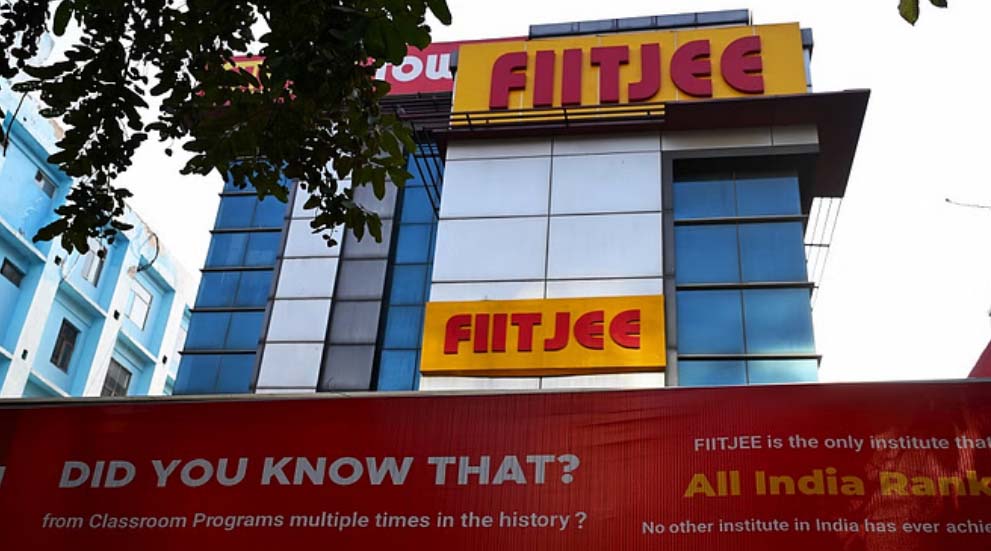 FIITJEE
FIITJEE
DID YOU KNOW THAT?
from Classroom Programs multiple times in the history ?
FIITJEE is the only institute that
All India Rank
No other institute in India has ever achie